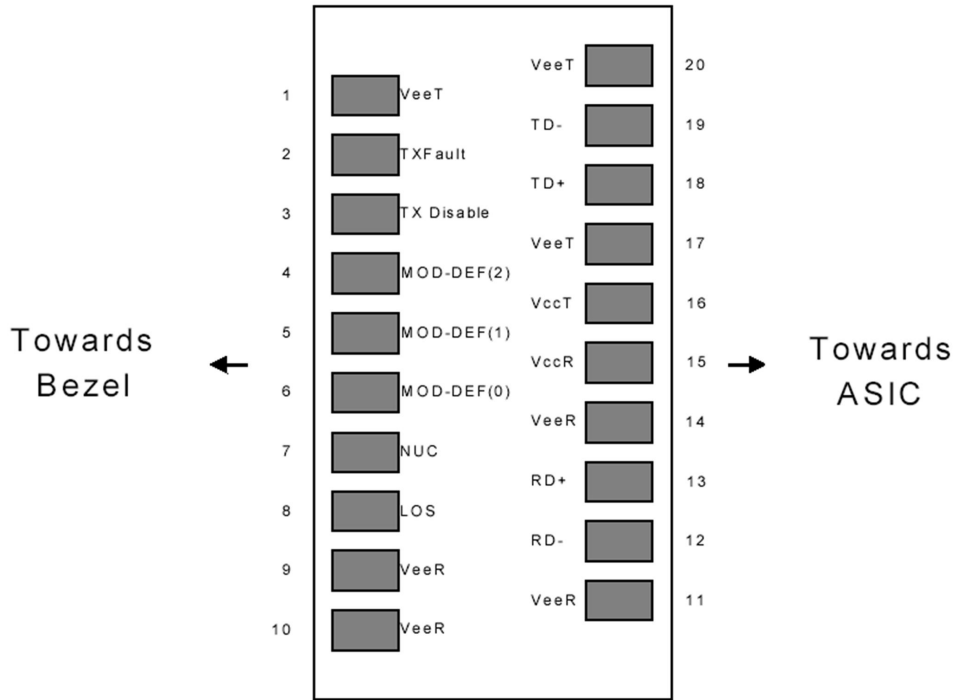 VeeT 20
1 VeeT
TD- 19
2 TXFault
TD+ 18
3 TX Disable
VeeT 17
4 MOD-DEF(2)
VccT 16
5 MOD-DEF(1)
Towards
Bezel
VccR 15
Towards
ASIC
6 MOD-DEF(0)
VeeR 14
7 NUC
RD+ 13
8 LOS
RD- 12
9 VeeR
VeeR 11
10 VeeR